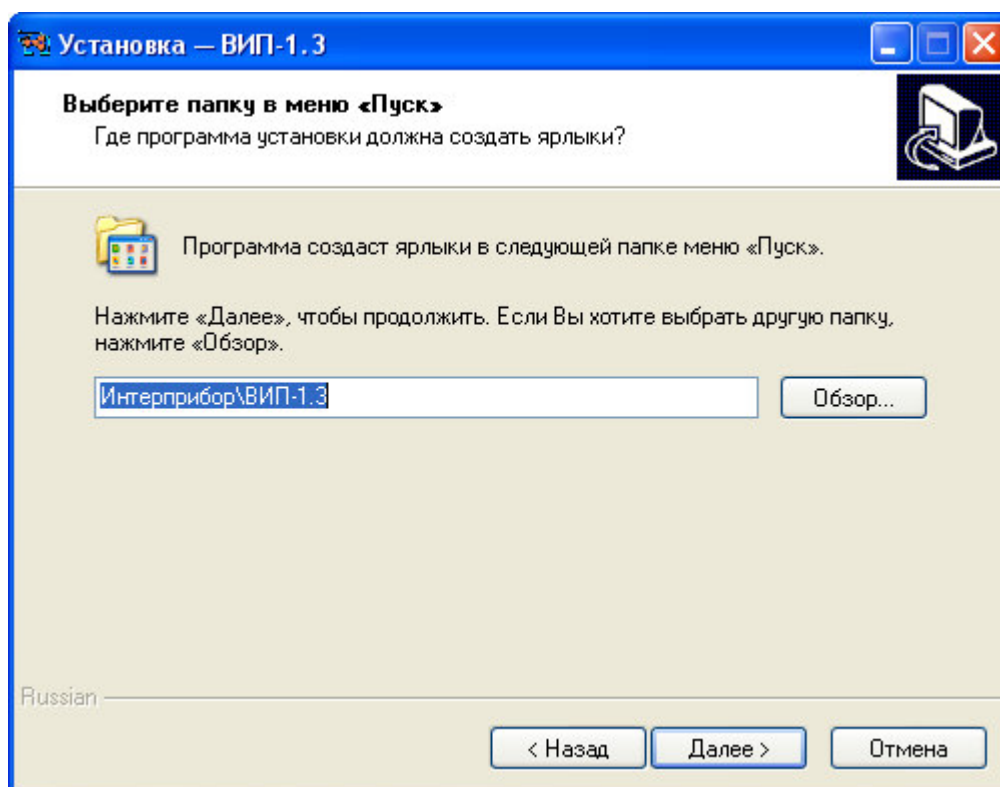 Установка — ВИП-1.3
Выберите папку в меню «Пуск»
Где программа установки должна создать ярлыки?
Программа создаст ярлыки в следующей папке меню «Пуск».
Нажмите «Далее», чтобы продолжить. Если Вы хотите выбрать другую папку,
нажмите «Обзор».
Интерприбор\ВИП-1.3
Обзор...
Russian
< Назад
Далее >
Отмена